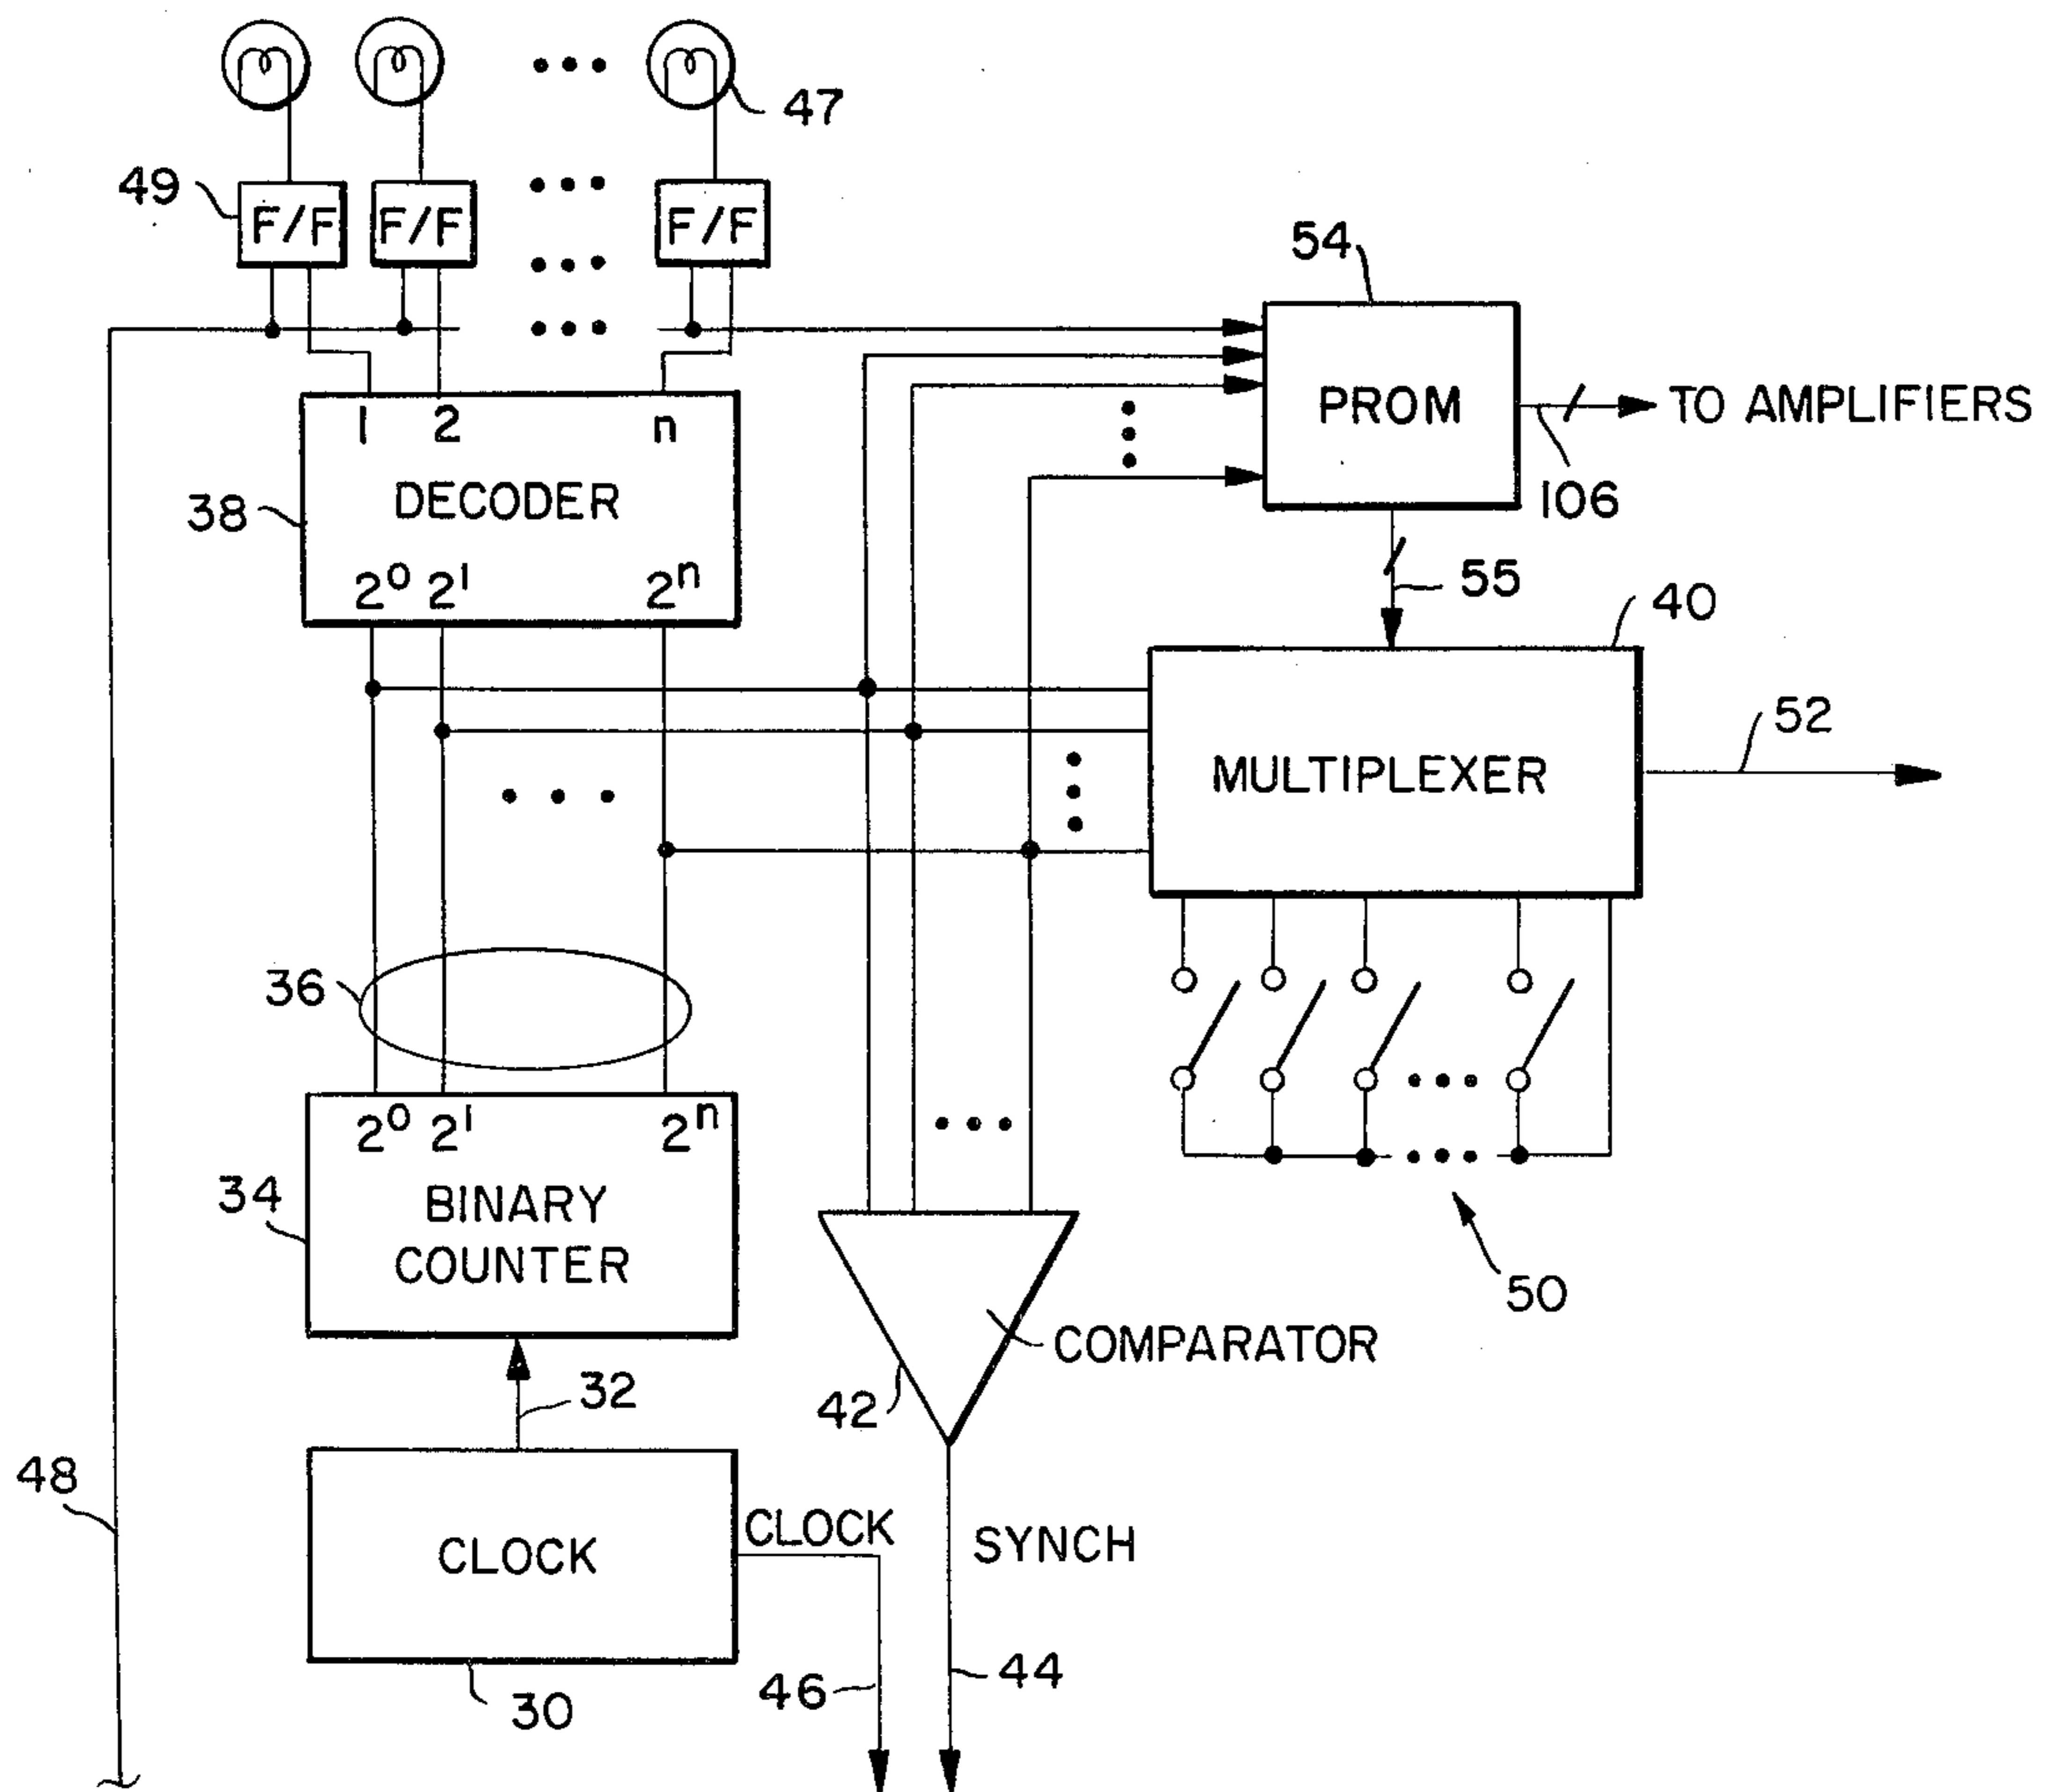 47
49
F/F F/F F/F
54
1 2 n
PROM
TO AMPLIFIERS
38
DECODER
106
2⁰ 2¹ 2ⁿ
55
40
52
MULTIPLEXER
36
2⁰ 2¹ 2ⁿ
34
BINARY
COUNTER
50
COMPARATOR
42
32
48
CLOCK
CLOCK
SYNCH
46
44
30